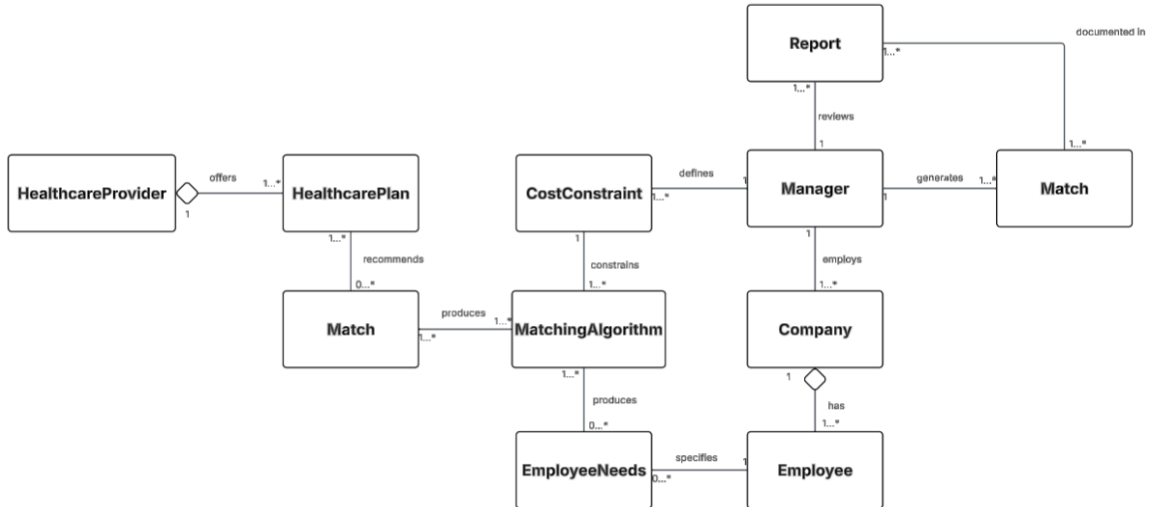 Report
documented in
1...*
1...*
reviews
1
1...*
HealthcareProvider
offers
1...*
1
HealthcarePlan
CostConstraint
defines
1
1...*
Manager
generates
1...*
1
Match
1...*
recommends
0...*
1
constrains
1...*
1
employs
1...*
Match
produces
1...*
1...*
MatchingAlgorithm
Company
1...*
produces
0...*
1
has
1...*
EmployeeNeeds
specifies
1
0...*
Employee